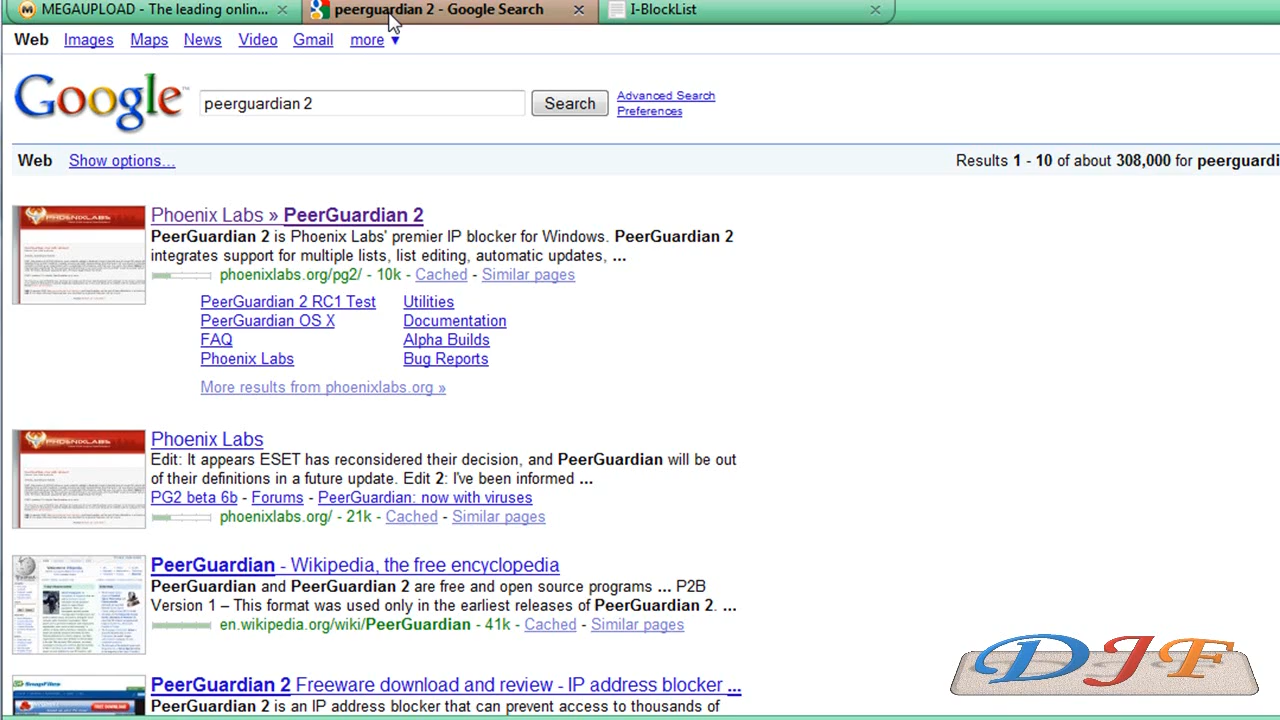 MEGAUPLOAD - The leading onlin...
peerguardian 2 - Google Search
I-BlockList
Web Images Maps News Video Gmail more ▼
Google™
peerguardian 2
Search
Advanced Search
Preferences
Web Show options...
Results 1 - 10 of about 308,000 for peerguardi
PHOENIXLABS
Phoenix Labs » PeerGuardian 2
PeerGuardian 2 is Phoenix Labs' premier IP blocker for Windows. PeerGuardian 2
integrates support for multiple lists, list editing, automatic updates, ...
phoenixlabs.org/pg2/ - 10k - Cached - Similar pages
PeerGuardian 2 RC1 Test Utilities
PeerGuardian OS X Documentation
FAQ Alpha Builds
Phoenix Labs Bug Reports
More results from phoenixlabs.org »
PHOENIXLABS
Phoenix Labs
Edit: It appears ESET has reconsidered their decision, and PeerGuardian will be out
of their definitions in a future update. Edit 2: I've been informed ...
PG2 beta 6b - Forums - PeerGuardian: now with viruses
phoenixlabs.org/ - 21k - Cached - Similar pages
PeerGuardian - Wikipedia, the free encyclopedia
PeerGuardian and PeerGuardian 2 are free and open source programs ... P2B
Version 1 – This format was used only in the earlier releases of PeerGuardian 2. ...
en.wikipedia.org/wiki/PeerGuardian - 41k - Cached - Similar pages
DJF
SnapFiles
PeerGuardian 2 Freeware download and review - IP address blocker ...
PeerGuardian 2 is an IP address blocker that can prevent access to thousands of